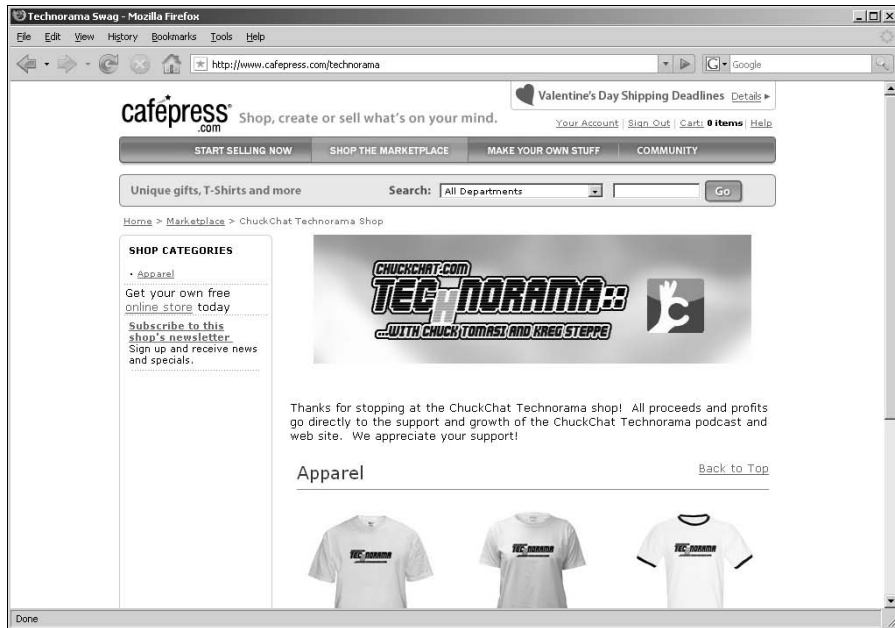 Technorama Swag - Mozilla Firefox
File Edit View History Bookmarks Tools Help
http://www.cafepress.com/technorama
Google
cafépress.com
Shop, create or sell what's on your mind.
Valentine's Day Shipping Deadlines Details
Your Account | Sign Out | Cart: 0 items | Help
START SELLING NOW SHOP THE MARKETPLACE MAKE YOUR OWN STUFF COMMUNITY
Unique gifts, T-Shirts and more Search: All Departments Go
Home > Marketplace > ChuckChat Technorama Shop
SHOP CATEGORIES
· Apparel
Get your own free
online store today
Subscribe to this
shop's newsletter
Sign up and receive news
and specials.
CHUCKCHAT.COM
TECHNORAMA::
...WITH CHUCK TOMASI AND KREG STEPPE
Thanks for stopping at the ChuckChat Technorama shop! All proceeds and profits
go directly to the support and growth of the ChuckChat Technorama podcast and
web site. We appreciate your support!
Apparel
Back to Top
TECHNORAMA
TECHNORAMA
TECHNORAMA
Done